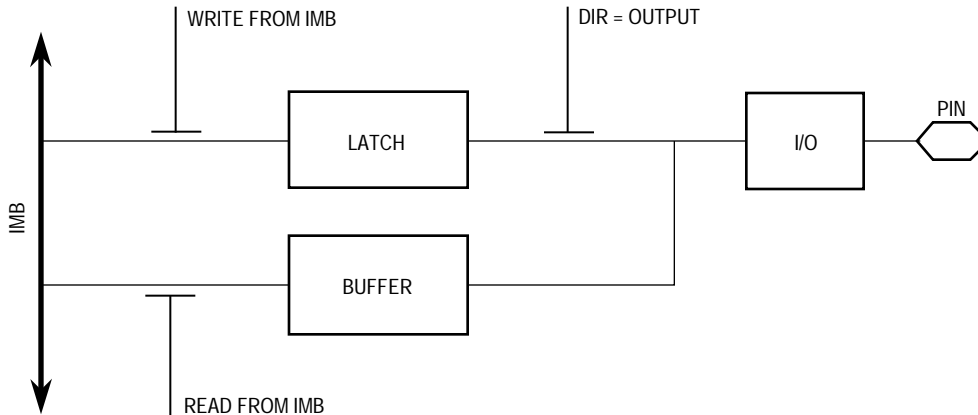 WRITE FROM IMB
DIR = OUTPUT
PIN
LATCH
I/O
IMB
BUFFER
READ FROM IMB